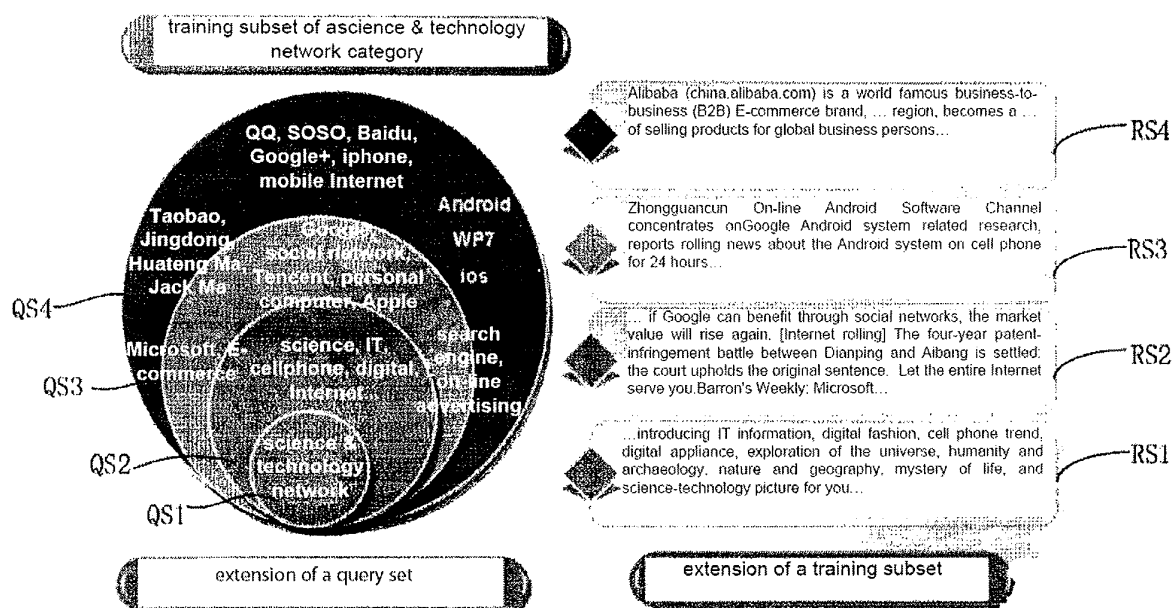 training subset of ascience & technology
network category
QQ, SOSO, Baidu,
Google+, iphone,
mobile Internet
Android
WP7
ios
Taobao,
Jingdong,
Huateng Ma,
Jack Ma
Google,
social network,
Tencent, personal
computer, Apple
Microsoft, E-
commerce
search
engine,
on-line
advertising
science, IT,
cellphone, digital,
Internet...
science &
technology
network
QS4
QS3
QS2
QS1
extension of a query set
Alibaba (china.alibaba.com) is a world famous business-to-
business (B2B) E-commerce brand, ... region, becomes a ...
of selling products for global business persons...
RS4
Zhongguancun On-line Android Software Channel
concentrates onGoogle Android system related research,
reports rolling news about the Android system on cell phone
for 24 hours...
RS3
... if Google can benefit through social networks, the market
value will rise again. [Internet rolling] The four-year patent-
infringement battle between Dianping and Aibang is settled:
the court upholds the original sentence. Let the entire Internet
serve you.Barron's Weekly: Microsoft...
RS2
...introducing IT information, digital fashion, cell phone trend,
digital appliance, exploration of the universe, humanity and
archaeology, nature and geography, mystery of life, and
science-technology picture for you...
RS1
extension of a training subset